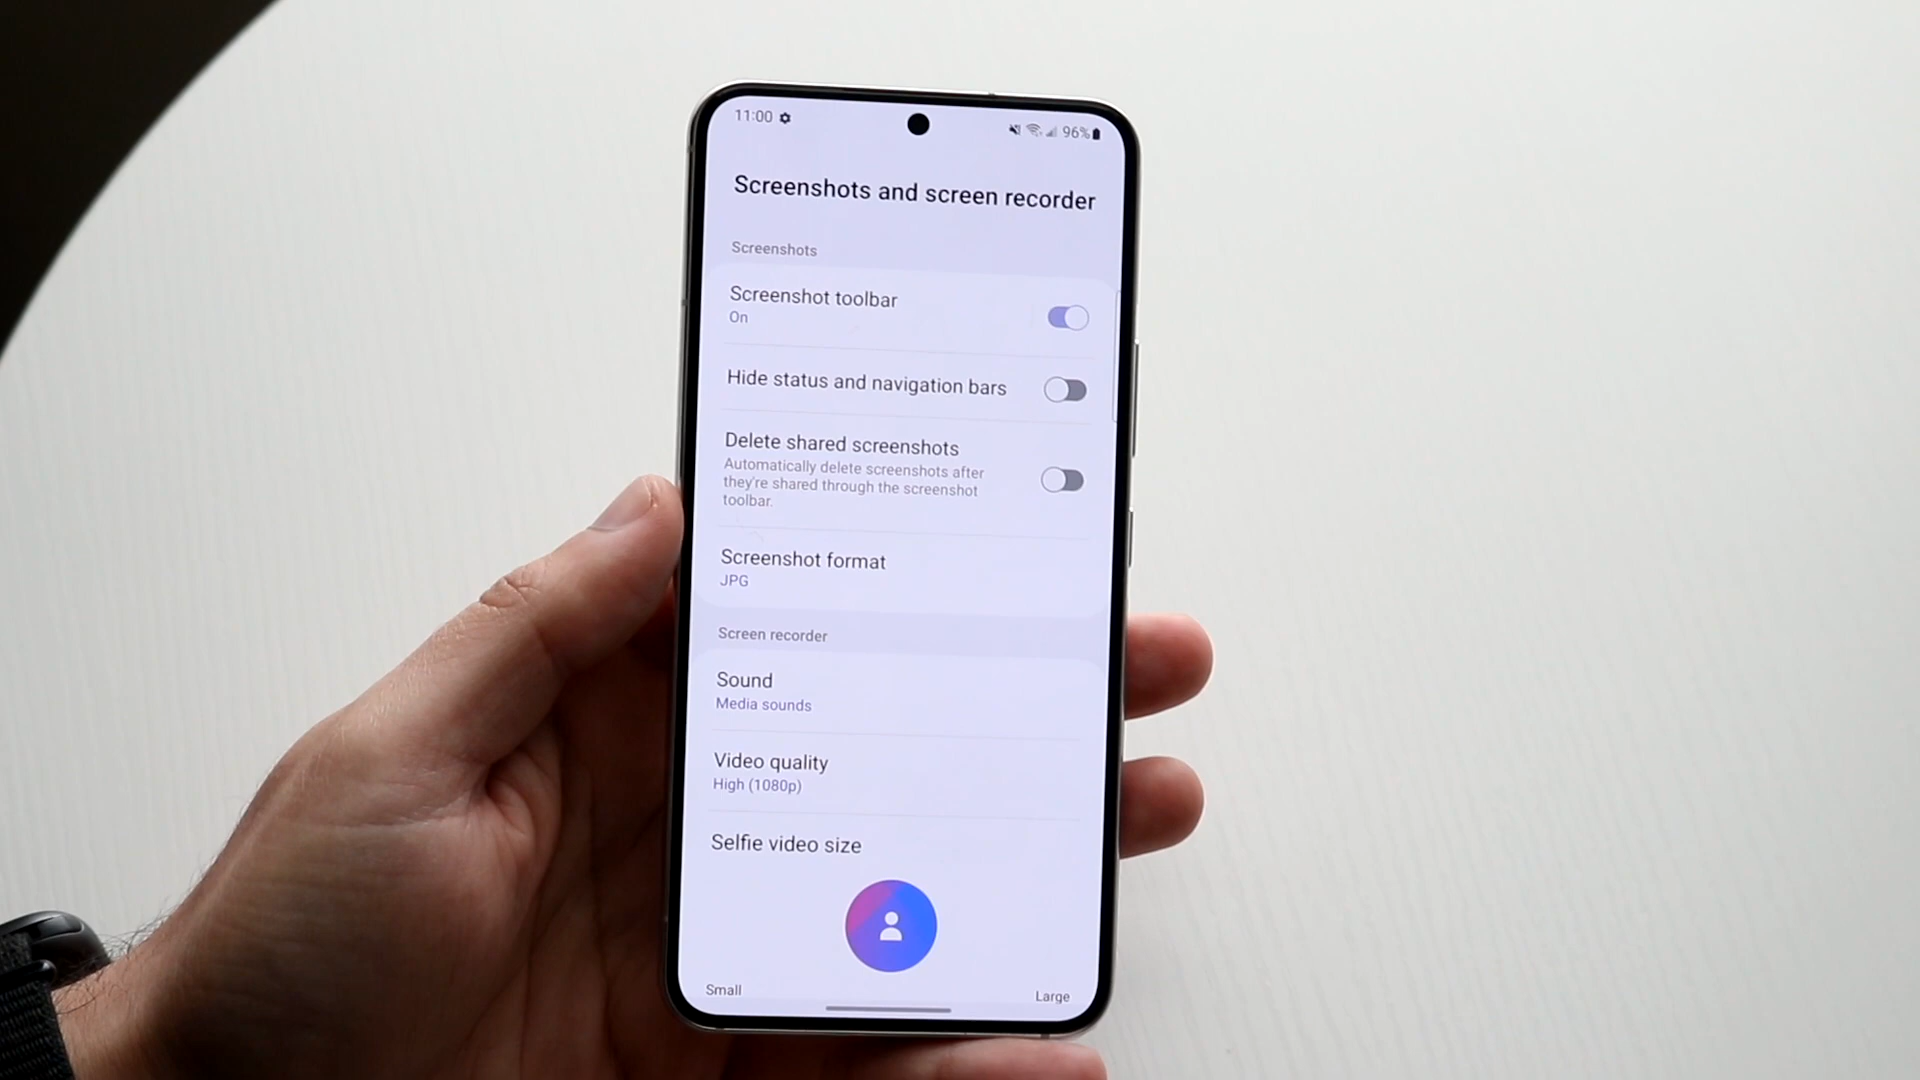 11:00
96%
Screenshots and screen recorder
Screenshots
Screenshot toolbar
On
Hide status and navigation bars
Delete shared screenshots
Automatically delete screenshots after
they're shared through the screenshot
toolbar.
Screenshot format
JPG
Screen recorder
Sound
Media sounds
Video quality
High (1080p)
Selfie video size
Small
Large